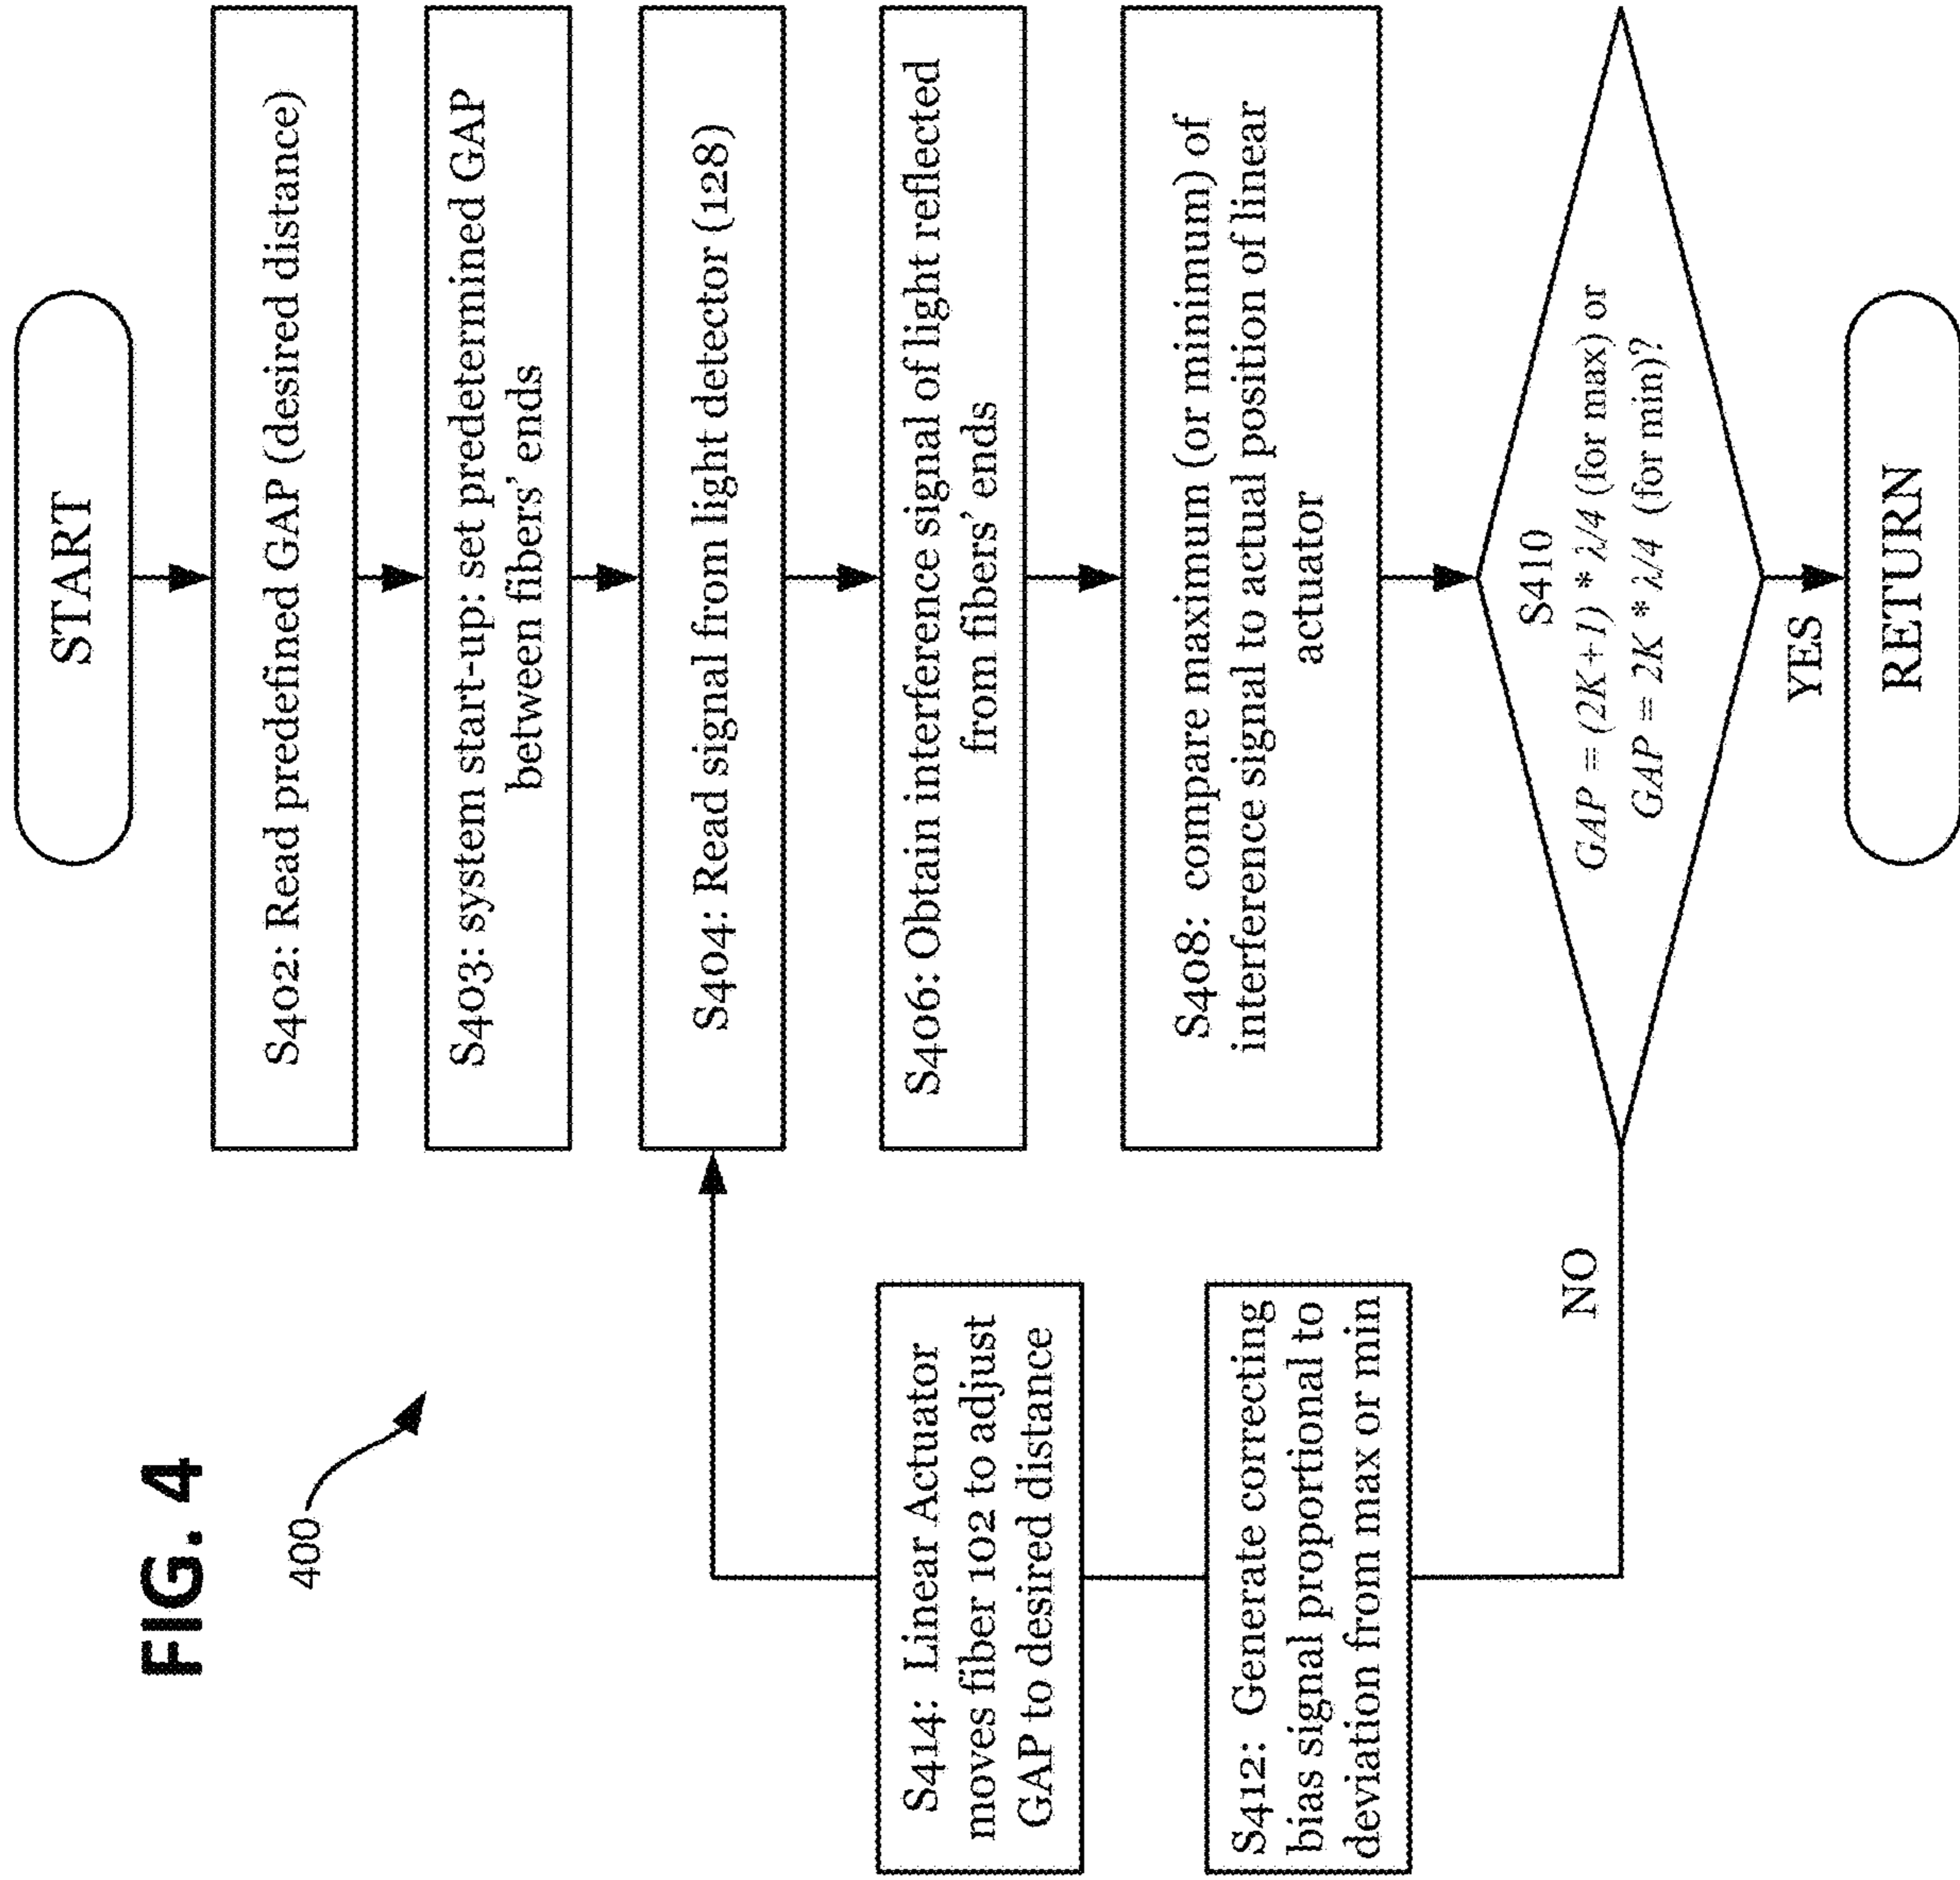 FIG. 4
400
START
S402: Read predefined GAP (desired distance)
S403: system start-up: set predetermined GAP
between fibers’ ends
S404: Read signal from light detector (128)
S406: Obtain interference signal of light reflected
from fibers’ ends
S408: compare maximum (or minimum) of
interference signal to actual position of linear
actuator
S410
GAP = (2K+1) * λ/4 (for max) or
GAP = 2K * λ/4 (for min)?
YES
RETURN
NO
S412: Generate correcting
bias signal proportional to
deviation from max or min
S414: Linear Actuator
moves fiber 102 to adjust
GAP to desired distance